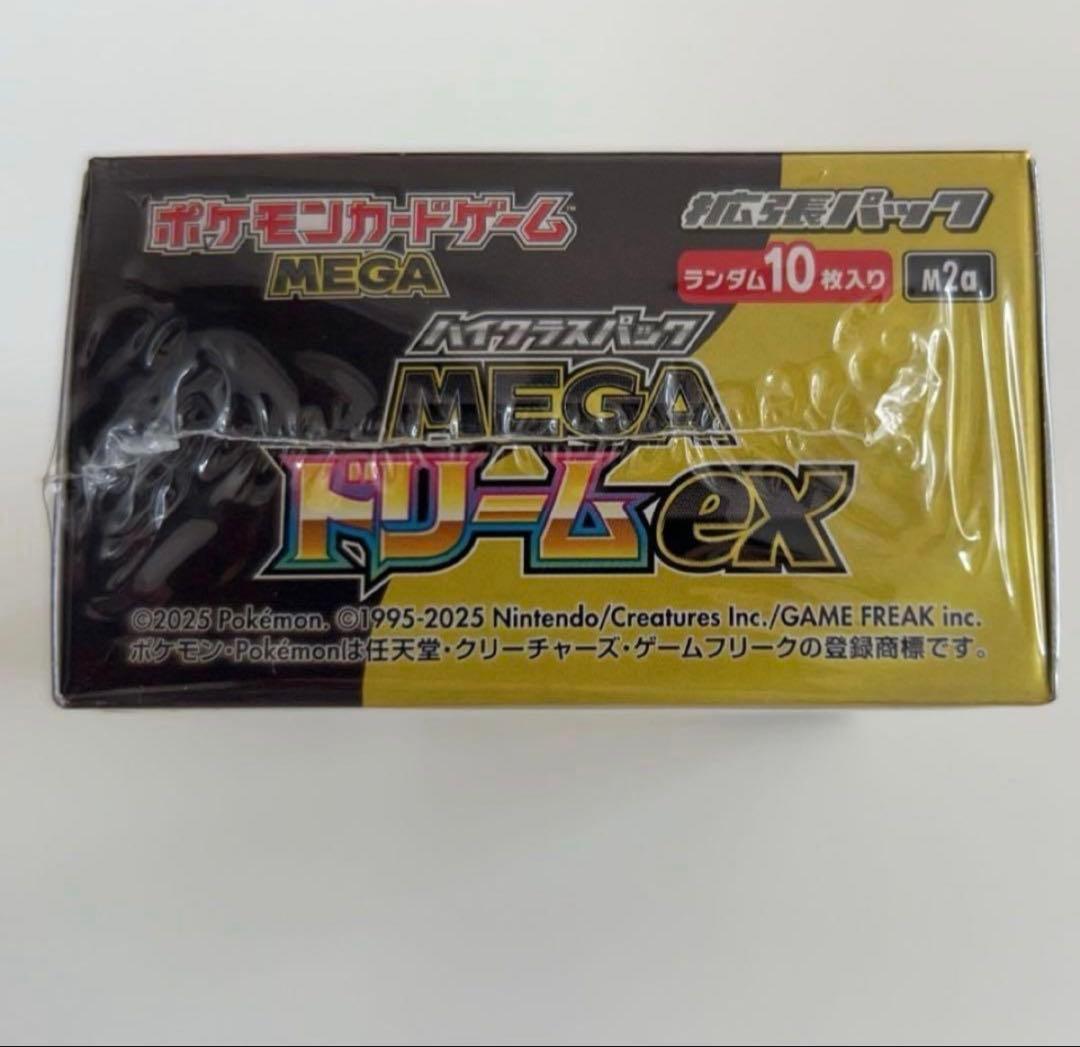 ポケモンカードゲーム™
MEGA
拡張パック
ランダム10枚入り
M2a
ハイクラスパック
MEGA
ドリームex
©2025 Pokémon. ©1995-2025 Nintendo/Creatures Inc./GAME FREAK inc.
ポケモン・Pokémonは任天堂・クリーチャーズ・ゲームフリークの登録商標です。